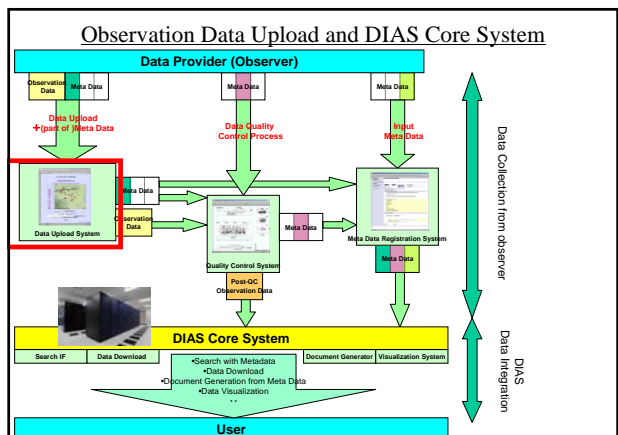 Observation Data Upload and DIAS Core System
Data Provider (Observer)
Observation
Data
Meta Data
Meta Data
Meta Data
Data Upload
+(part of )Meta Data
Data Quality
Control Process
Input
Meta Data
Data Collection from observer
Data Upload System
Meta Data
Observation
Data
Quality Control System
Meta Data
Meta Data Registration System
Post-QC
Observation Data
Meta Data
DIAS Core System
Search IF
Data Download
Document Generator
Visualization System
•Search with Metadata
•Data Download
•Document Generation from Meta Data
•Data Visualization
. .
DIAS
Data Integration
User